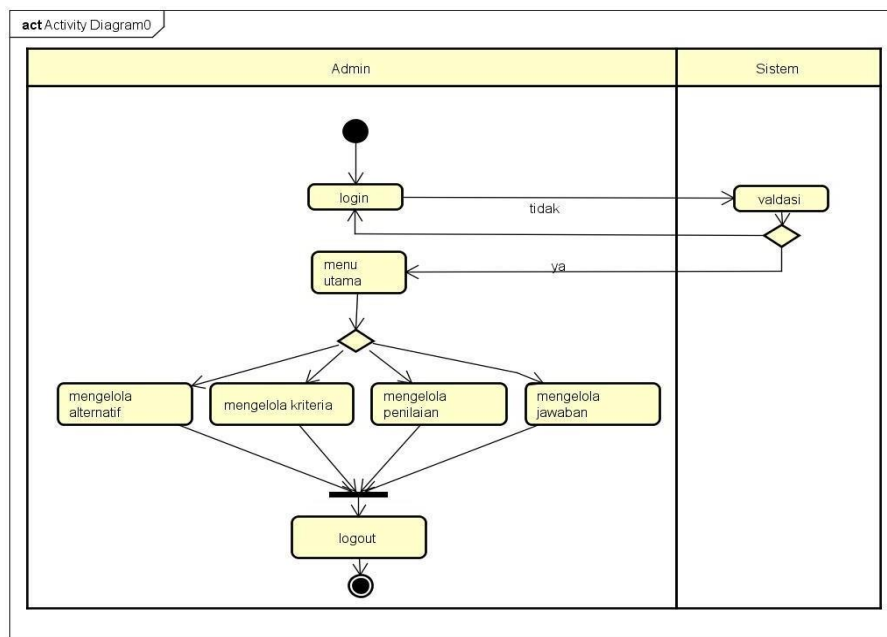 act Activity Diagram0
Admin
Sistem
login
valdasi
tidak
menu
utama
ya
mengelola
alternatif
mengelola kriteria
mengelola
penilaian
mengelola
jawaban
logout